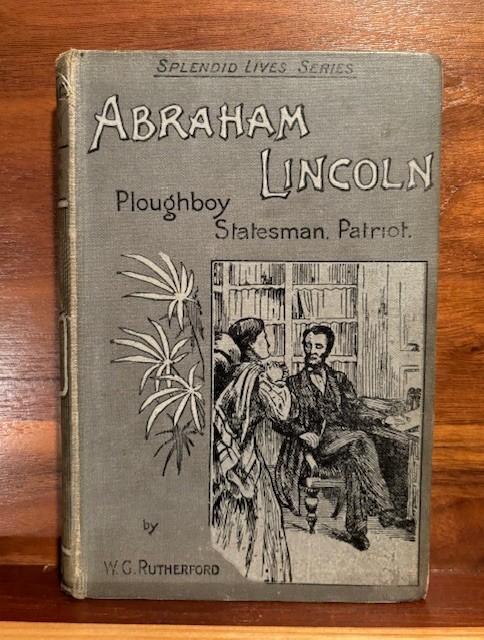 SPLENDID LIVES SERIES
ABRAHAM
LINCOLN
Ploughboy
Statesman, Patriot.
by
W. G. RUTHERFORD